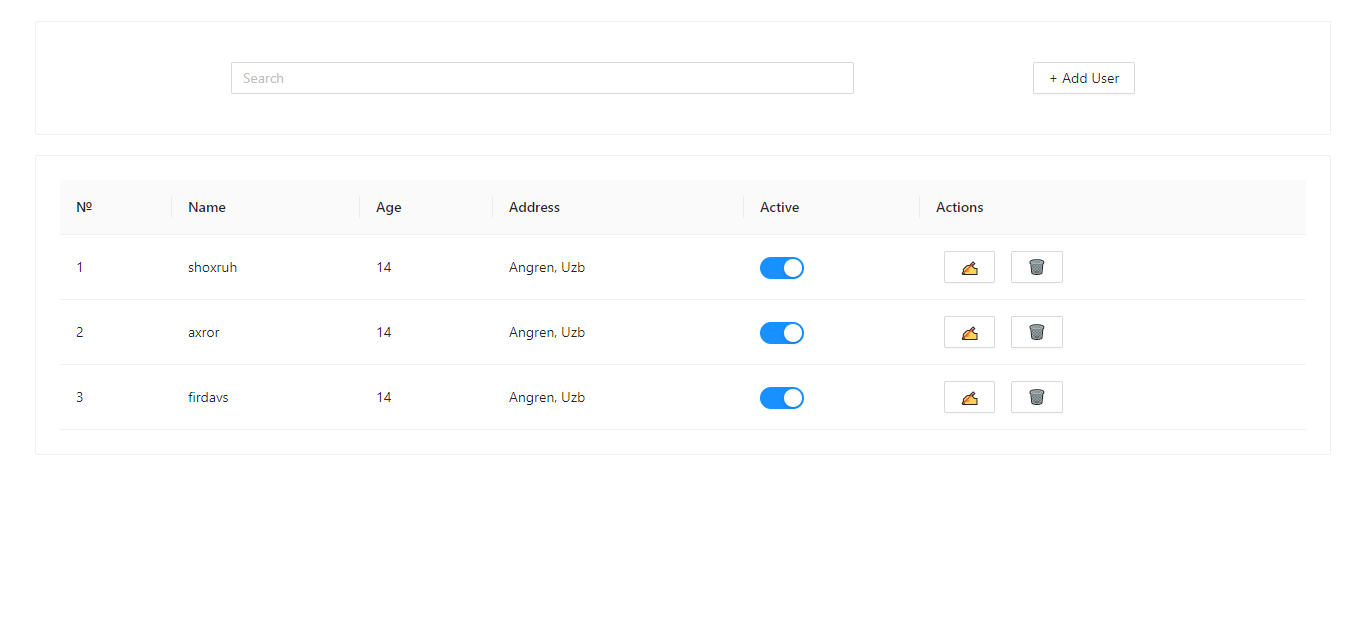 Search
+ Add User
№ Name Age Address Active Actions
1 shoxruh 14 Angren, Uzb
2 axror 14 Angren, Uzb
3 firdavs 14 Angren, Uzb